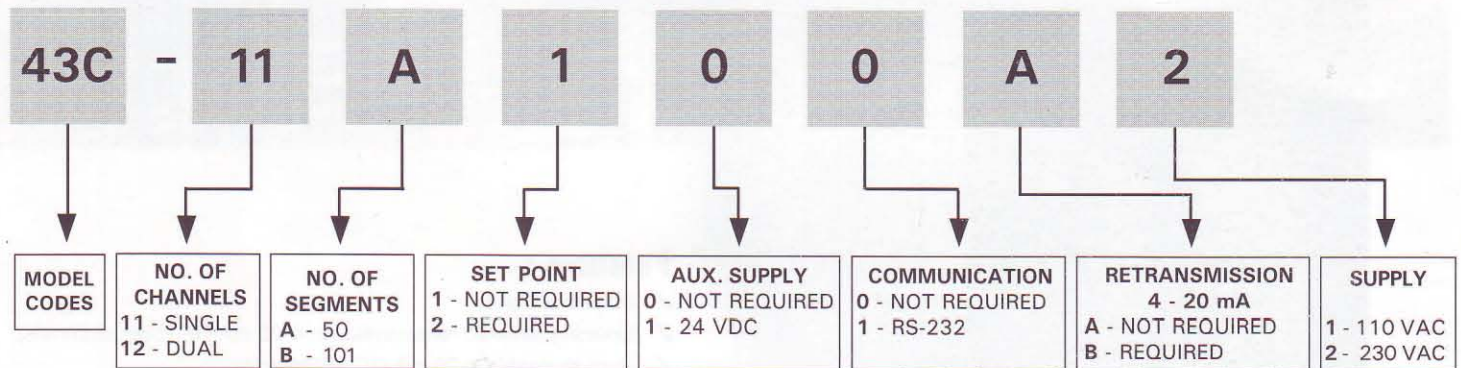 43C - 11 A 1 0 0 A 2
MODEL
CODES
NO. OF
CHANNELS
11 - SINGLE
12 - DUAL
NO. OF
SEGMENTS
A - 50
B - 101
SET POINT
1 - NOT REQUIRED
2 - REQUIRED
AUX. SUPPLY
0 - NOT REQUIRED
1 - 24 VDC
COMMUNICATION
0 - NOT REQUIRED
1 - RS-232
RETRANSMISSION
4 - 20 mA
A - NOT REQUIRED
B - REQUIRED
SUPPLY
1 - 110 VAC
2 - 230 VAC